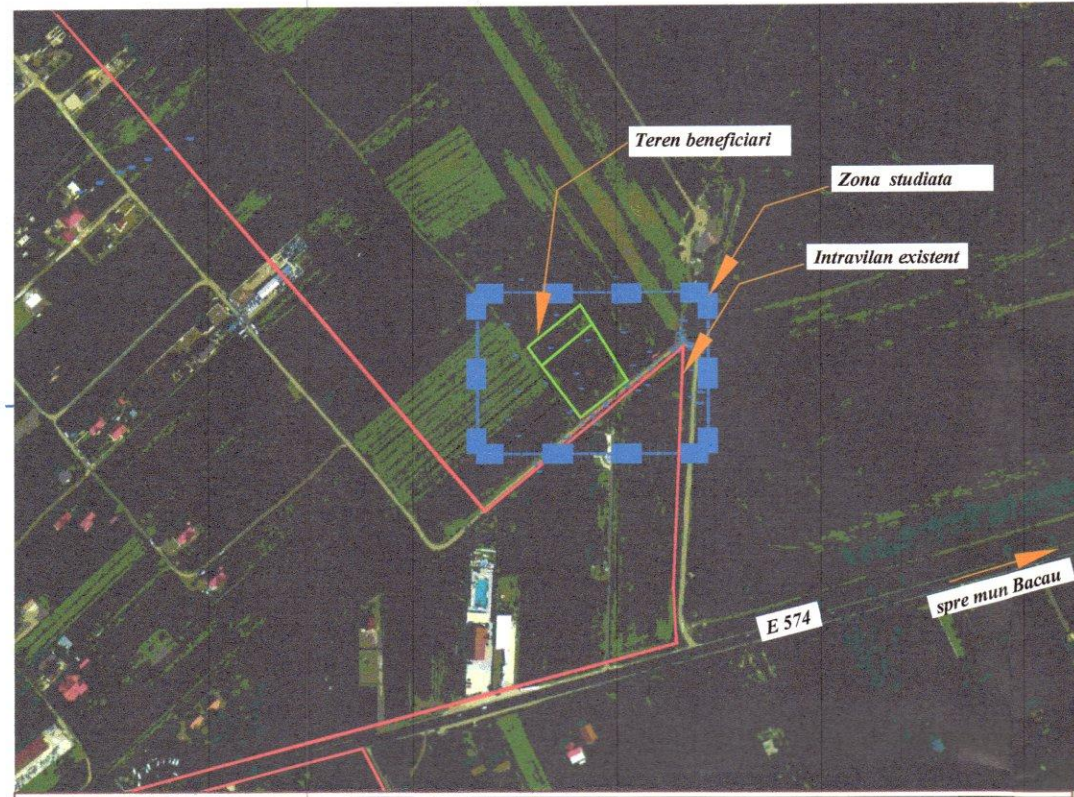 Teren beneficiari
Zona studiata
Intravilan existent
spre mun Bacau
E 574